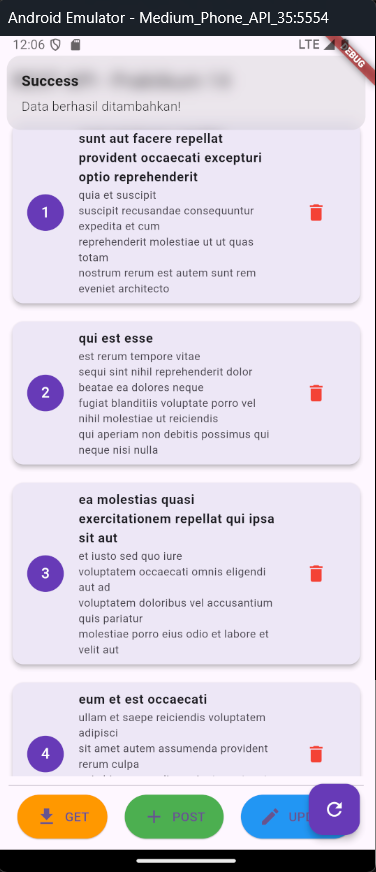 Android Emulator - Medium_Phone_API_35:5554
12:06
LTE
DEBUG
Success
Data berhasil ditambahkan!
sunt aut facere repellat
provident occaecati excepturi
optio reprehenderit
1
quia et suscipit
suscipit recusandae consequuntur
expedita et cum
reprehenderit molestiae ut ut quas
totam
nostrum rerum est autem sunt rem
eveniet architecto
qui est esse
2
est rerum tempore vitae
sequi sint nihil reprehenderit dolor
beatae ea dolores neque
fugiat blanditiis voluptate porro vel
nihil molestiae ut reiciendis
qui aperiam non debitis possimus qui
neque nisi nulla
ea molestias quasi
exercitationem repellat qui ipsa
sit aut
3
et iusto sed quo iure
voluptatem occaecati omnis eligendi
aut ad
voluptatem doloribus vel accusantium
quis pariatur
molestiae porro eius odio et labore et
velit aut
eum et est occaecati
4
ullam et saepe reiciendis voluptatem
adipisci
sit amet autem assumenda provident
rerum culpa
GET
POST